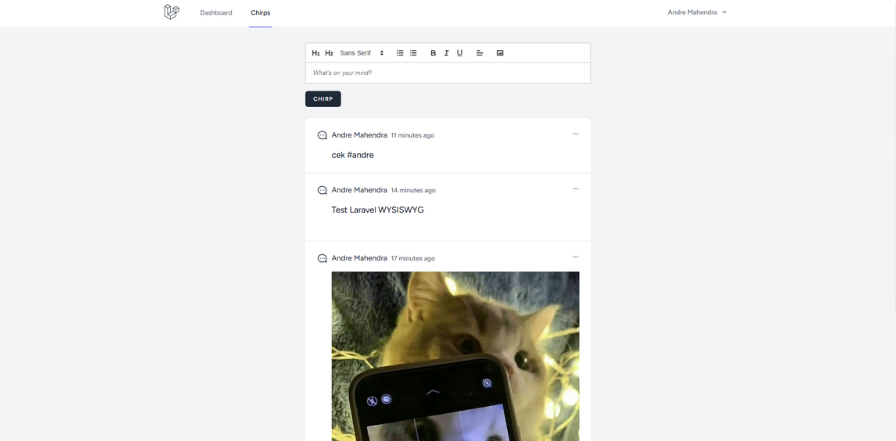 Dashboard Chirps Andre Mahendra
H1 H2 Sans Serif B I U
What's on your mind?
CHIRP
Andre Mahendra 11 minutes ago
cek #andre
Andre Mahendra 14 minutes ago
Test Laravel WYSISWYG
Andre Mahendra 17 minutes ago